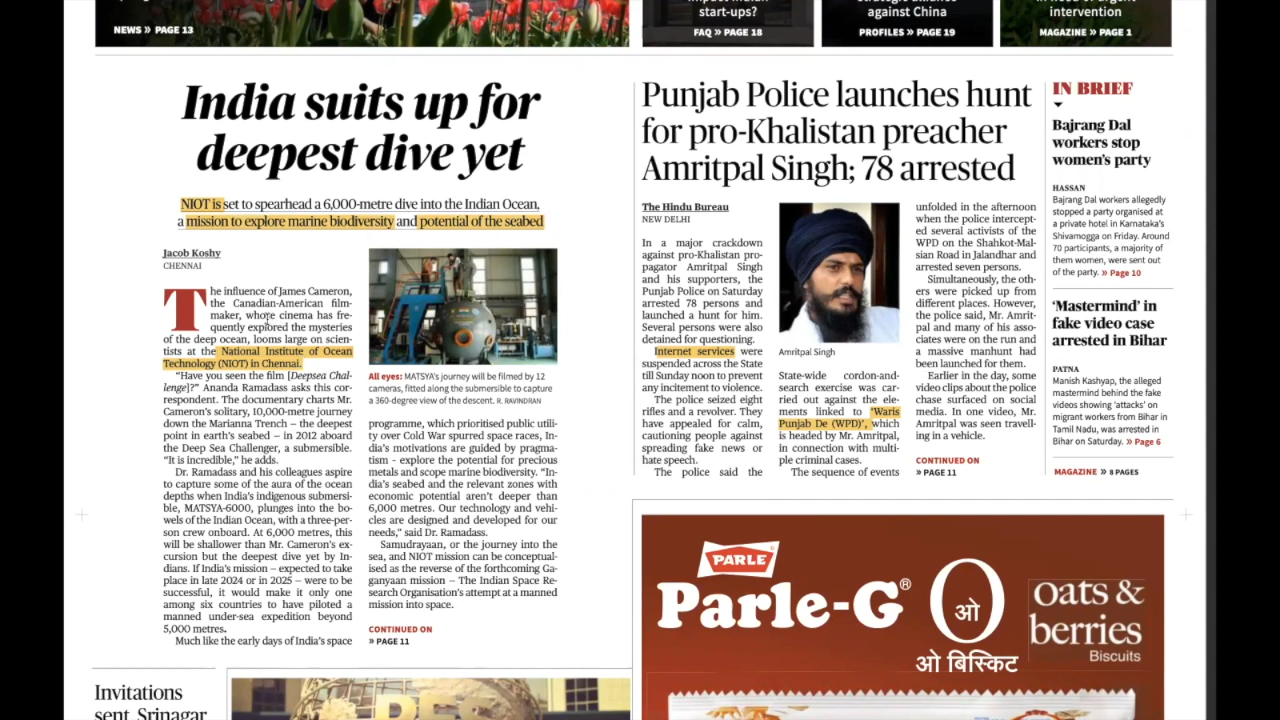 start-ups?
against China
intervention
NEWS » PAGE 13
FAQ » PAGE 18
PROFILES » PAGE 19
MAGAZINE » PAGE 1
India suits up for
deepest dive yet
NIOT is set to spearhead a 6,000-metre dive into the Indian Ocean,
a mission to explore marine biodiversity and potential of the seabed
Jacob Koshy
CHENNAI
The influence of James Cameron,
the Canadian-American film-
maker, whose cinema has fre-
quently explored the mysteries
of the deep ocean, looms large on scien-
tists at the National Institute of Ocean
Technology (NIOT) in Chennai.
“Have you seen the film [Deepsea Chal-
lenge]?” Ananda Ramadass asks this cor-
respondent. The documentary charts Mr.
Cameron's solitary, 10,000-metre journey
down the Marianna Trench – the deepest
point in earth's seabed – in 2012 aboard
the Deep Sea Challenger, a submersible.
“It is incredible,” he adds.
Dr. Ramadass and his colleagues aspire
to capture some of the aura of the ocean
depths when India's indigenous submersi-
ble, MATSYA-6000, plunges into the bo-
wels of the Indian Ocean, with a three-per-
son crew onboard. At 6,000 metres, this
will be shallower than Mr. Cameron's ex-
cursion but the deepest dive yet by In-
dians. If India's mission – expected to take
place in late 2024 or in 2025 – were to be
successful, it would make it only one
among six countries to have piloted a
manned under-sea expedition beyond
5,000 metres.
Much like the early days of India's space
All eyes: MATSYA's journey will be filmed by 12
cameras, fitted along the submersible to capture
a 360-degree view of the descent. R. RAVINDRAN
programme, which prioritised public utili-
ty over Cold War spurred space races, In-
dia's motivations are guided by pragma-
tism - explore the potential for precious
metals and scope marine biodiversity. “In-
dia's seabed and the relevant zones with
economic potential aren't deeper than
6,000 metres. Our technology and vehi-
cles are designed and developed for our
needs,” said Dr. Ramadass.
Samudrayaan, or the journey into the
sea, and NIOT mission can be conceptual-
ised as the reverse of the forthcoming Ga-
ganyaan mission – The Indian Space Re-
search Organisation's attempt at a manned
mission into space.
CONTINUED ON
» PAGE 11
Punjab Police launches hunt
for pro-Khalistan preacher
Amritpal Singh; 78 arrested
The Hindu Bureau
NEW DELHI
In a major crackdown
against pro-Khalistan pro-
pagator Amritpal Singh
and his supporters, the
Punjab Police on Saturday
arrested 78 persons and
launched a hunt for him.
Several persons were also
detained for questioning.
Internet services were
suspended across the State
till Sunday noon to prevent
any incitement to violence.
The police seized eight
rifles and a revolver. They
have appealed for calm,
cautioning people against
spreading fake news or
hate speech.
The police said the
Amritpal Singh
State-wide cordon-and-
search exercise was car-
ried out against the ele-
ments linked to ‘Waris
Punjab De (WPD)’, which
is headed by Mr. Amritpal,
in connection with multi-
ple criminal cases.
The sequence of events
unfolded in the afternoon
when the police intercept-
ed several activists of the
WPD on the Shahkot-Mal-
sian Road in Jalandhar and
arrested seven persons.
Simultaneously, the oth-
ers were picked up from
different places. However,
the police said, Mr. Amrit-
pal and many of his asso-
ciates were on the run and
a massive manhunt had
been launched for them.
Earlier in the day, some
video clips about the police
chase surfaced on social
media. In one video, Mr.
Amritpal was seen travell-
ing in a vehicle.
CONTINUED ON
» PAGE 11
IN BRIEF
Bajrang Dal
workers stop
women's party
HASSAN
Bajrang Dal workers allegedly
stopped a party organised at
a private hotel in Karnataka's
Shivamogga on Friday. Around
70 participants, a majority of
them women, were sent out
of the party. » Page 10
‘Mastermind’ in
fake video case
arrested in Bihar
PATNA
Manish Kashyap, the alleged
mastermind behind the fake
videos showing ‘attacks’ on
migrant workers from Bihar in
Tamil Nadu, was arrested in
Bihar on Saturday. » Page 6
MAGAZINE » 8 PAGES
PARLE
Parle-G®
ओ
ओ बिस्किट
oats &
berries
Biscuits
Invitations
sent, Srinagar